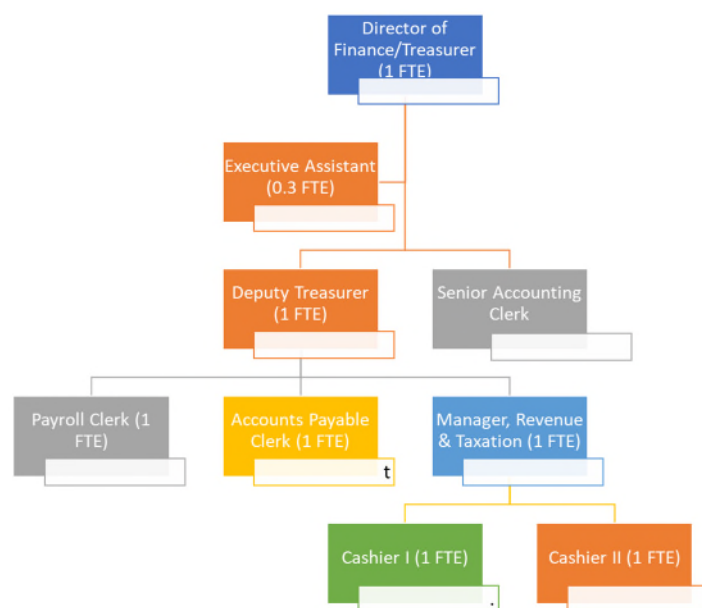 Director of
Finance/Treasurer
(1 FTE)
Executive Assistant
(0.3 FTE)
Deputy Treasurer
(1 FTE)
Senior Accounting
Clerk
Payroll Clerk (1
FTE)
Accounts Payable
Clerk (1 FTE)
t
Manager, Revenue
& Taxation (1 FTE)
Cashier I (1 FTE)
Cashier II (1 FTE)